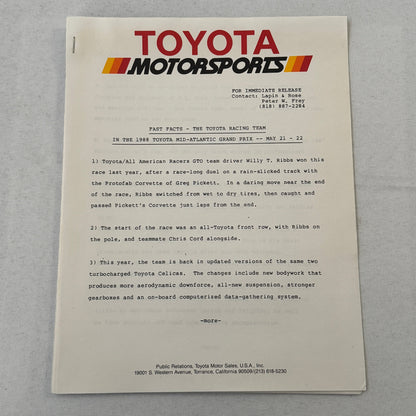 TOYOTA
MOTORSPORTS
FOR IMMEDIATE RELEASE
Contact: Lapin & Rose
Peter W. Frey
(818) 887-2284
FAST FACTS - THE TOYOTA RACING TEAM
IN THE 1988 TOYOTA MID-ATLANTIC GRAND PRIX -- MAY 21 - 22
1) Toyota/All American Racers GTO team driver Willy T. Ribbs won this
race last year, after a race-long duel on a rain-slicked track with
the Protofab Corvette of Greg Pickett. In a daring move near the end
of the race, Ribbs switched from wet to dry tires, then caught and
passed Pickett's Corvette just laps from the end.
2) The start of the race was an all-Toyota front row, with Ribbs on
the pole, and teammate Chris Cord alongside.
3) This year, the team is back in updated versions of the same two
turbocharged Toyota Celicas. The changes include new bodywork that
produces more aerodynamic downforce, all-new suspension, stronger
gearboxes and an on-board computerized data-gathering system.
-more-
Public Relations, Toyota Motor Sales, U.S.A., Inc.
19001 S. Western Avenue, Torrance, California 90509/(213) 618-5230